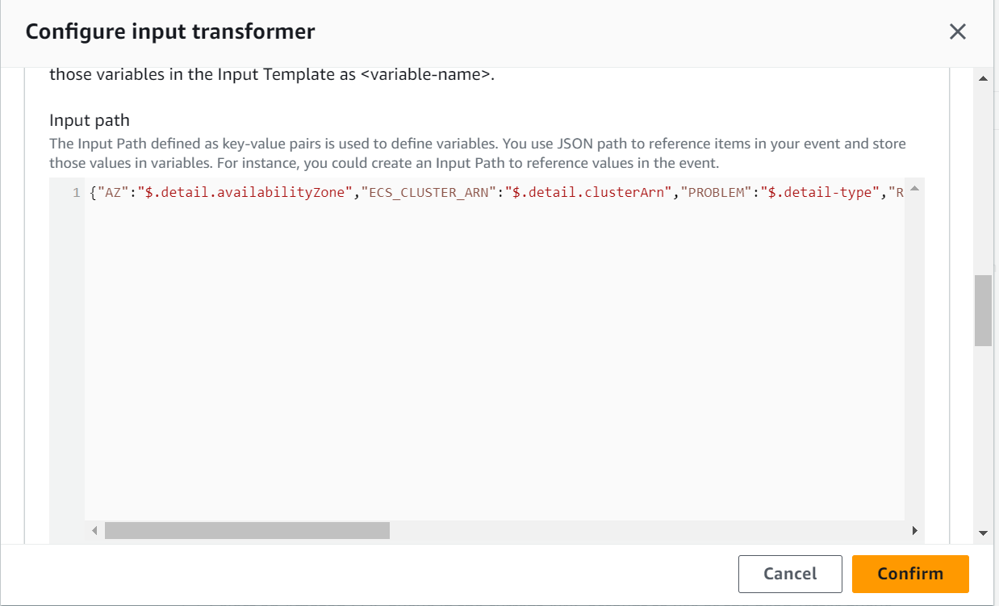 Configure input transformer
those variables in the Input Template as <variable-name>.
Input path
The Input Path defined as key-value pairs is used to define variables. You use JSON path to reference items in your event and store
those values in variables. For instance, you could create an Input Path to reference values in the event.
1 {"AZ":"$.detail.availabilityZone","ECS_CLUSTER_ARN":"$.detail.clusterArn","PROBLEM":"$.detail-type","R
Cancel
Confirm